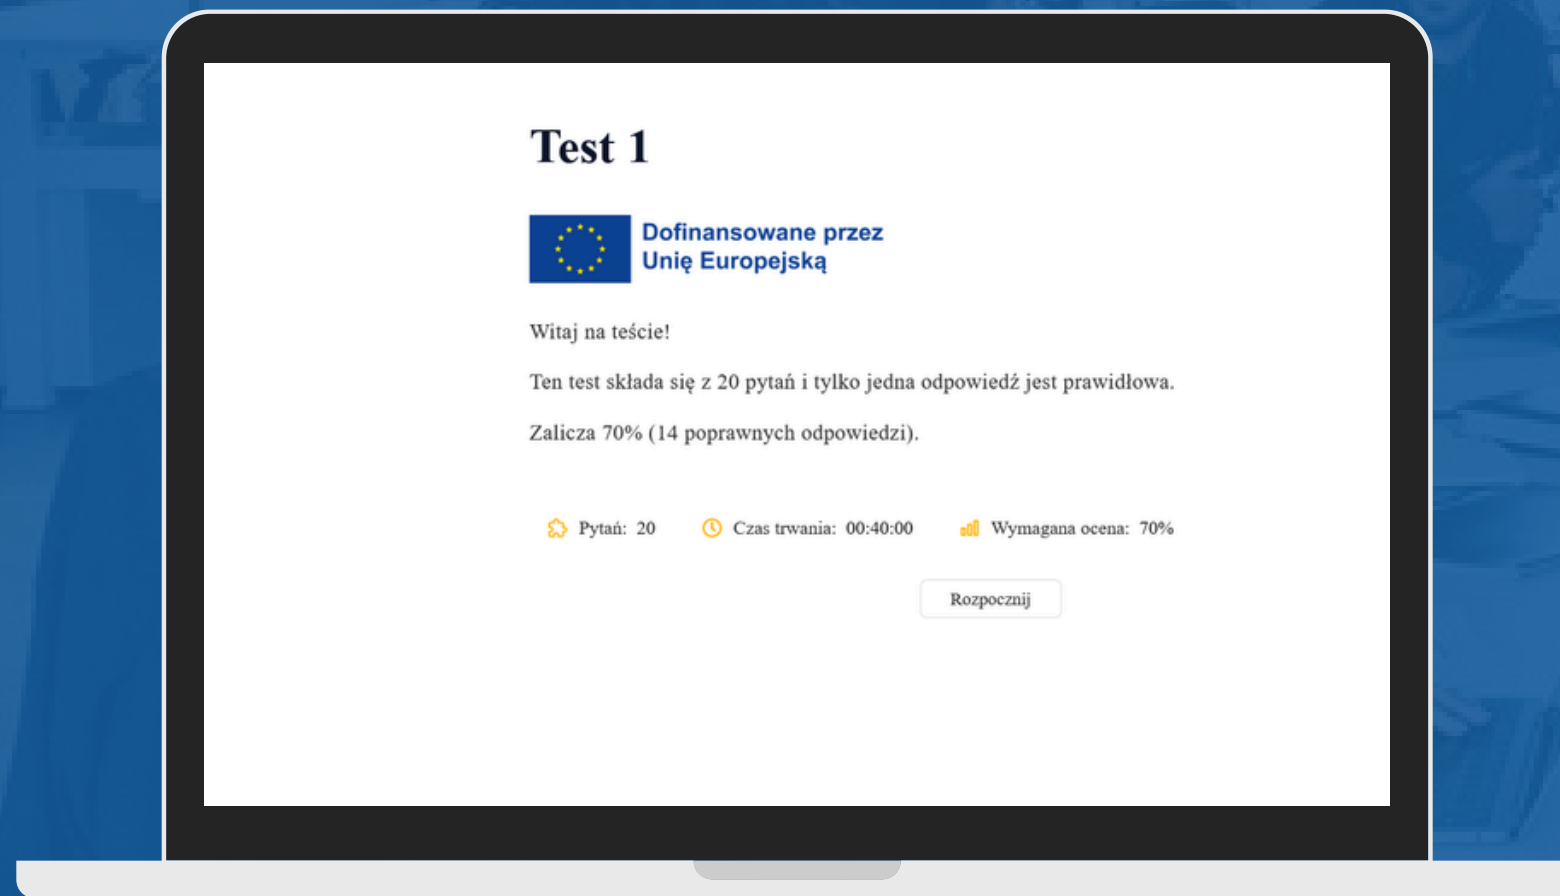 Test 1
Dofinansowane przez
Unię Europejską
Witaj na teście!
Ten test składa się z 20 pytań i tylko jedna odpowiedź jest prawidłowa.
Zalicza 70% (14 poprawnych odpowiedzi).
Pytań: 20 Czas trwania: 00:40:00 Wymagana ocena: 70%
Rozpocznij